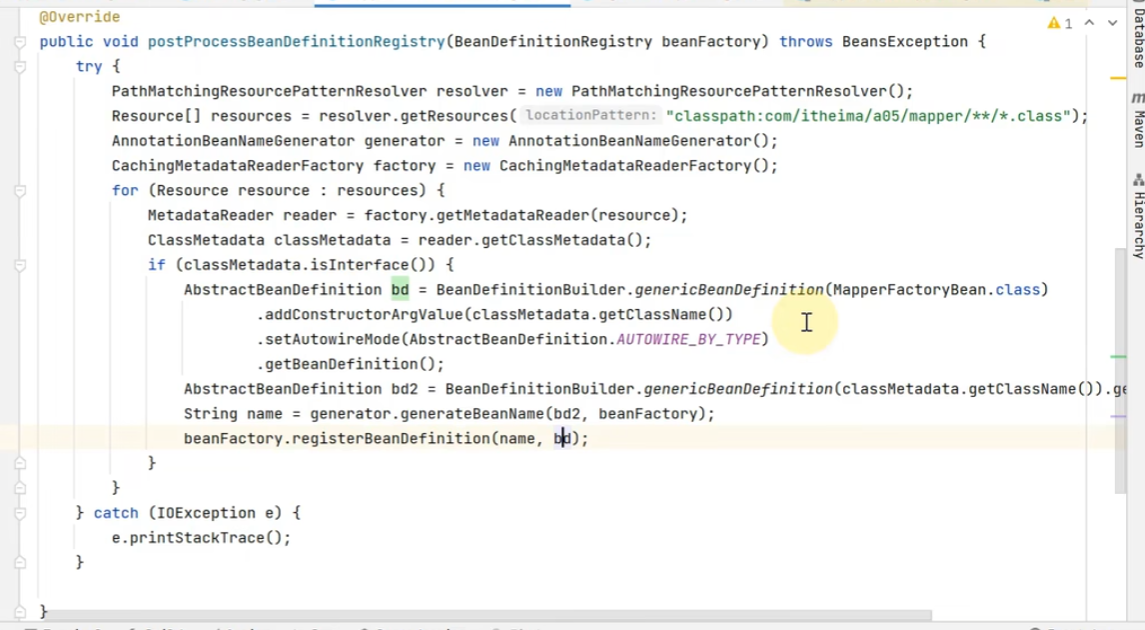 @Override
1
public void postProcessBeanDefinitionRegistry(BeanDefinitionRegistry beanFactory) throws BeansException {
try {
PathMatchingResourcePatternResolver resolver = new PathMatchingResourcePatternResolver();
Resource[] resources = resolver.getResources( locationPattern: "classpath:com/itheima/a05/mapper/**/*.class");
AnnotationBeanNameGenerator generator = new AnnotationBeanNameGenerator();
CachingMetadataReaderFactory factory = new CachingMetadataReaderFactory();
for (Resource resource : resources) {
MetadataReader reader = factory.getMetadataReader(resource);
ClassMetadata classMetadata = reader.getClassMetadata();
if (classMetadata.isInterface()) {
AbstractBeanDefinition bd = BeanDefinitionBuilder.genericBeanDefinition(MapperFactoryBean.class)
.addConstructorArgValue(classMetadata.getClassName())
.setAutowireMode(AbstractBeanDefinition.AUTOWIRE_BY_TYPE)
.getBeanDefinition();
AbstractBeanDefinition bd2 = BeanDefinitionBuilder.genericBeanDefinition(classMetadata.getClassName()).ge
String name = generator.generateBeanName(bd2, beanFactory);
beanFactory.registerBeanDefinition(name, bd);
}
}
} catch (IOException e) {
e.printStackTrace();
}
}
Database
m Maven
Hierarchy